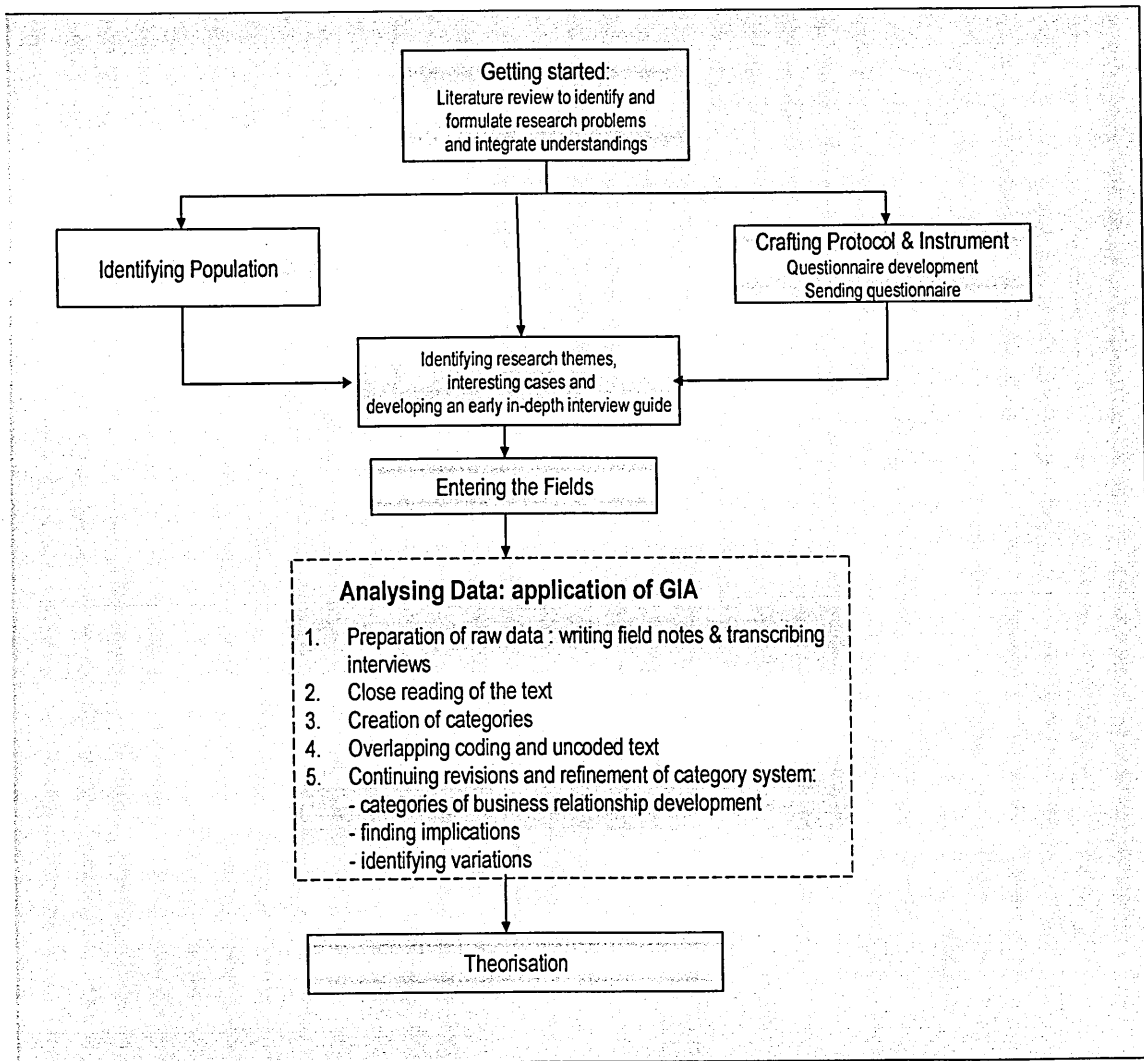 Getting started:
Literature review to identify and
formulate research problems
and integrate understandings
Identifying Population
Crafting Protocol & Instrument
Questionnaire development
Sending questionnaire
Identifying research themes,
interesting cases and
developing an early in-depth interview guide
Entering the Fields
Analysing Data: application of GIA
1. Preparation of raw data : writing field notes & transcribing
interviews
2. Close reading of the text
3. Creation of categories
4. Overlapping coding and uncoded text
5. Continuing revisions and refinement of category system:
- categories of business relationship development
- finding implications
- identifying variations
Theorisation